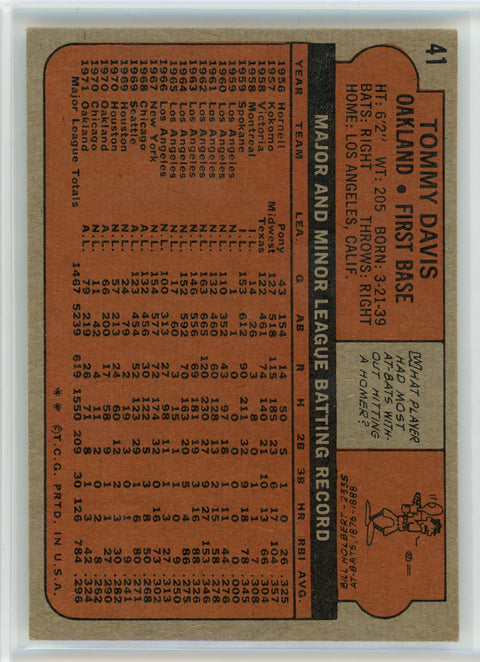 41
TOMMY DAVIS
OAKLAND • FIRST BASE
HT: 6'2" WT: 205 BORN: 3-21-39
BATS: RIGHT THROWS: RIGHT
HOME: LOS ANGELES, CALIF.
WHAT PLAYER
HAD MOST
AT-BATS WITH-
OUT HITTING
A HOMER?
BILL HOLBERT-2335
AT-BATS, 1876-1888
MAJOR AND MINOR LEAGUE BATTING RECORD
YEAR TEAM LEA. G AB R H 2B 3B HR RBI AVG.
1956 Hornell Pony 43 154 14 50 5 1 0 26 .325
1957 Kokomo Midwest 127 518 115 185 23 17 104 .357
1958 Victoria Texas 122 461 74 140
1958 Montreal I.L.
1959 Spokane 153 612 211 18 78 .345
1959 Los Angeles N.L. 1 1 0 0 0 0 0 0 .000
1960 Los Angeles N.L. 110 352 43 97 18 1 11 44 .276
1961 Los Angeles N.L. 132 460 60 128 13 2 15 58 .278
1962 Los Angeles N.L. 163 665 120 230 27 9 27 153 .346
1963 Los Angeles N.L. 146 556 69 181 19 3 16 88 .326
1964 Los Angeles N.L. 152 592 70 163 20 5 14 86 .275
1965 Los Angeles N.L. 17 60 3 15 1 1 0 9 .250
1966 Los Angeles N.L. 100 313 27 98 11 1 3 27 .313
1967 New York N.L. 154 577 72 174 32 0 16 73 .302
1968 Chicago A.L. 132 456 30 122 5 3 8 50 .268
1969 Seattle A.L. 123 454 52 123 29 1 6 80 .271
1969 Houston N.L. 24 79 2 19 3 0 1 9 .241
1970 Houston N.L. 57 213 24 60 12 2 3 30 .282
1970 Oakland A.L. 66 200 17 58 9 1 1 27 .290
1970 Chicago N.L. 11 42 4 11 2 0 2 8 .262
1971 Oakland A.L. 79 219 26 71 8 1 3 42 .324
Major League Totals 1467 5239 619 1550 209 30 126 784 .296
** ©T.C.G. PRTD. IN U.S.A.